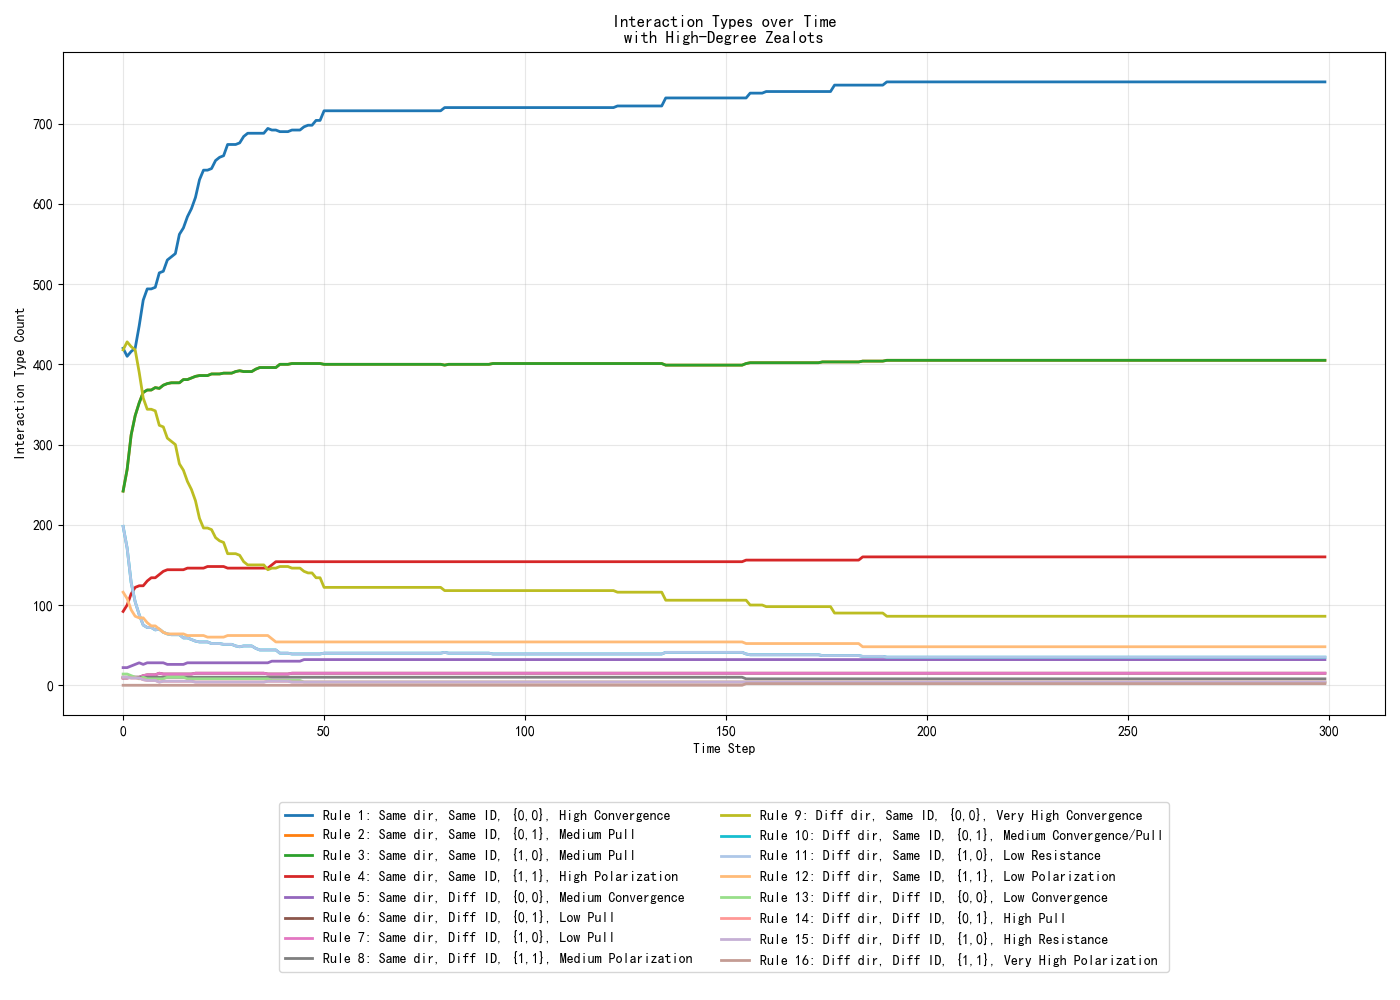 Interaction Types over Time
with High-Degree Zealots
Interaction Type Count
700
600
500
400
300
200
100
0
0 50 100 150 200 250 300
Time Step
Rule 1: Same dir, Same ID, {0,0}, High Convergence
Rule 2: Same dir, Same ID, {0,1}, Medium Pull
Rule 3: Same dir, Same ID, {1,0}, Medium Pull
Rule 4: Same dir, Same ID, {1,1}, High Polarization
Rule 5: Same dir, Diff ID, {0,0}, Medium Convergence
Rule 6: Same dir, Diff ID, {0,1}, Low Pull
Rule 7: Same dir, Diff ID, {1,0}, Low Pull
Rule 8: Same dir, Diff ID, {1,1}, Medium Polarization
Rule 9: Diff dir, Same ID, {0,0}, Very High Convergence
Rule 10: Diff dir, Same ID, {0,1}, Medium Convergence/Pull
Rule 11: Diff dir, Same ID, {1,0}, Low Resistance
Rule 12: Diff dir, Same ID, {1,1}, Low Polarization
Rule 13: Diff dir, Diff ID, {0,0}, Low Convergence
Rule 14: Diff dir, Diff ID, {0,1}, High Pull
Rule 15: Diff dir, Diff ID, {1,0}, High Resistance
Rule 16: Diff dir, Diff ID, {1,1}, Very High Polarization